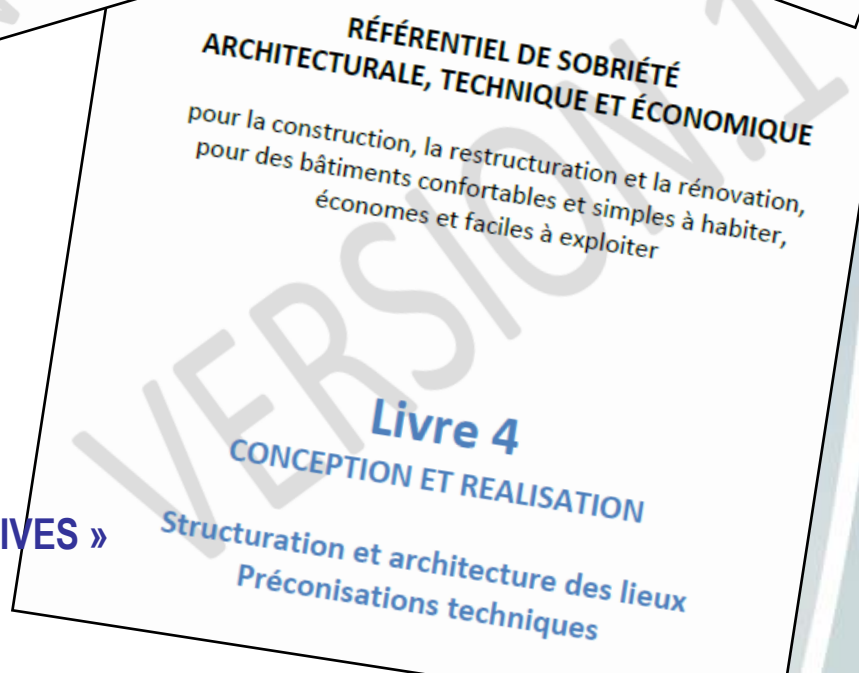 RÉFÉRENTIEL DE SOBRIÉTÉ
ARCHITECTURALE, TECHNIQUE ET ÉCONOMIQUE
pour la construction, la restructuration et la rénovation,
pour des bâtiments confortables et simples à habiter,
économes et faciles à exploiter
VERSION 1
Livre 4
CONCEPTION ET REALISATION
IVES »
Structuration et architecture des lieux
Préconisations techniques